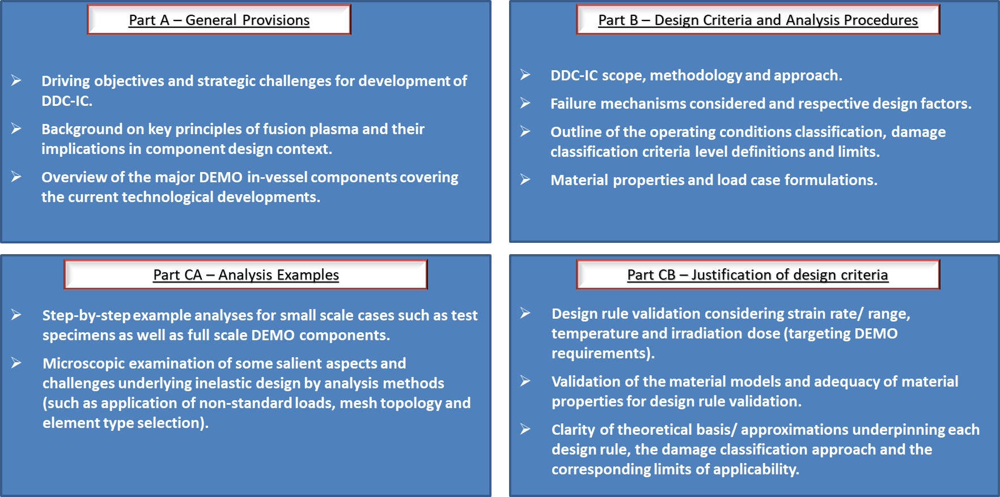 Part A – General Provisions
Driving objectives and strategic challenges for development of
DDC-IC.
Background on key principles of fusion plasma and their
implications in component design context.
Overview of the major DEMO in-vessel components covering
the current technological developments.
Part B – Design Criteria and Analysis Procedures
DDC-IC scope, methodology and approach.
Failure mechanisms considered and respective design factors.
Outline of the operating conditions classification, damage
classification criteria level definitions and limits.
Material properties and load case formulations.
Part CA – Analysis Examples
Step-by-step example analyses for small scale cases such as test
specimens as well as full scale DEMO components.
Microscopic examination of some salient aspects and
challenges underlying inelastic design by analysis methods
(such as application of non-standard loads, mesh topology and
element type selection).
Part CB – Justification of design criteria
Design rule validation considering strain rate/ range,
temperature and irradiation dose (targeting DEMO
requirements).
Validation of the material models and adequacy of material
properties for design rule validation.
Clarity of theoretical basis/ approximations underpinning each
design rule, the damage classification approach and the
corresponding limits of applicability.